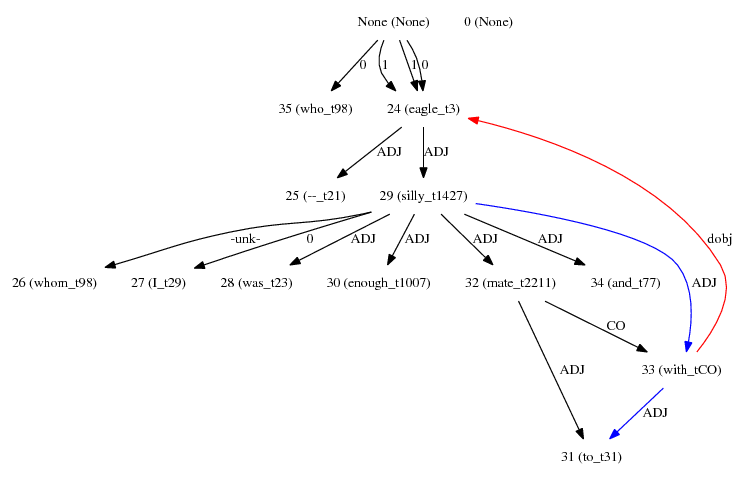 None (None) 0 (None)
0 1 1 0
35 (who_t98) 24 (eagle_t3)
ADJ ADJ
25 (--_t21) 29 (silly_t1427)
-unk- 0 ADJ ADJ ADJ ADJ dobj
26 (whom_t98) 27 (I_t29) 28 (was_t23) 30 (enough_t1007) 32 (mate_t2211) 34 (and_t77) ADJ
CO
ADJ 33 (with_tCO)
ADJ
31 (to_t31)